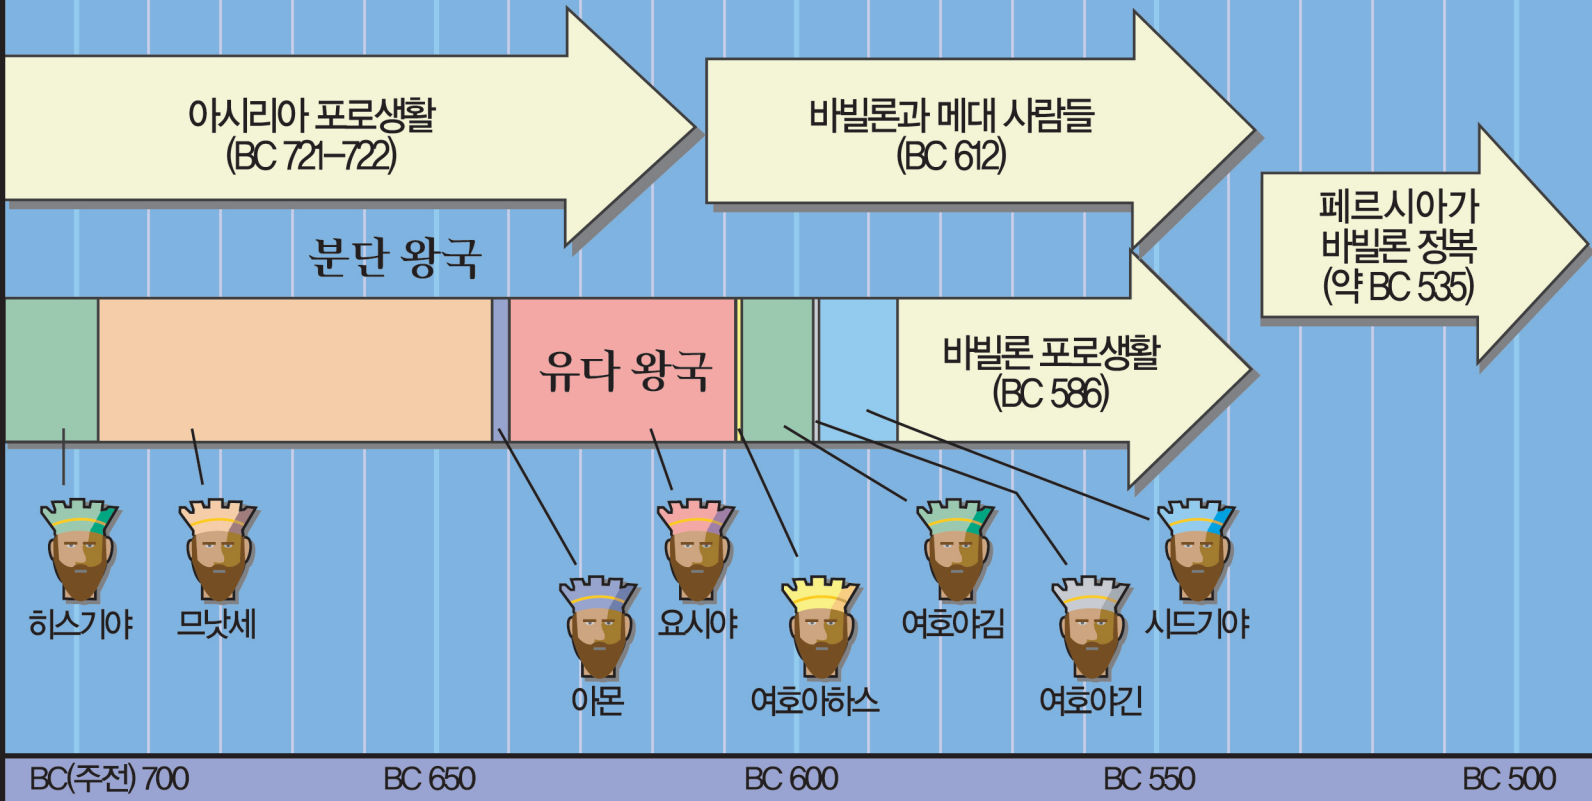 아시리아 포로생활
(BC 721–722)
바빌론과 메대 사람들
(BC 612)
페르시아가
바빌론 정복
(약 BC 535)
분단 왕국
유다 왕국
바빌론 포로생활
(BC 586)
히스기야
므낫세
아몬
요시야
여호아하스
여호야김
여호야긴
시드기야
BC(주전) 700
BC 650
BC 600
BC 550
BC 500